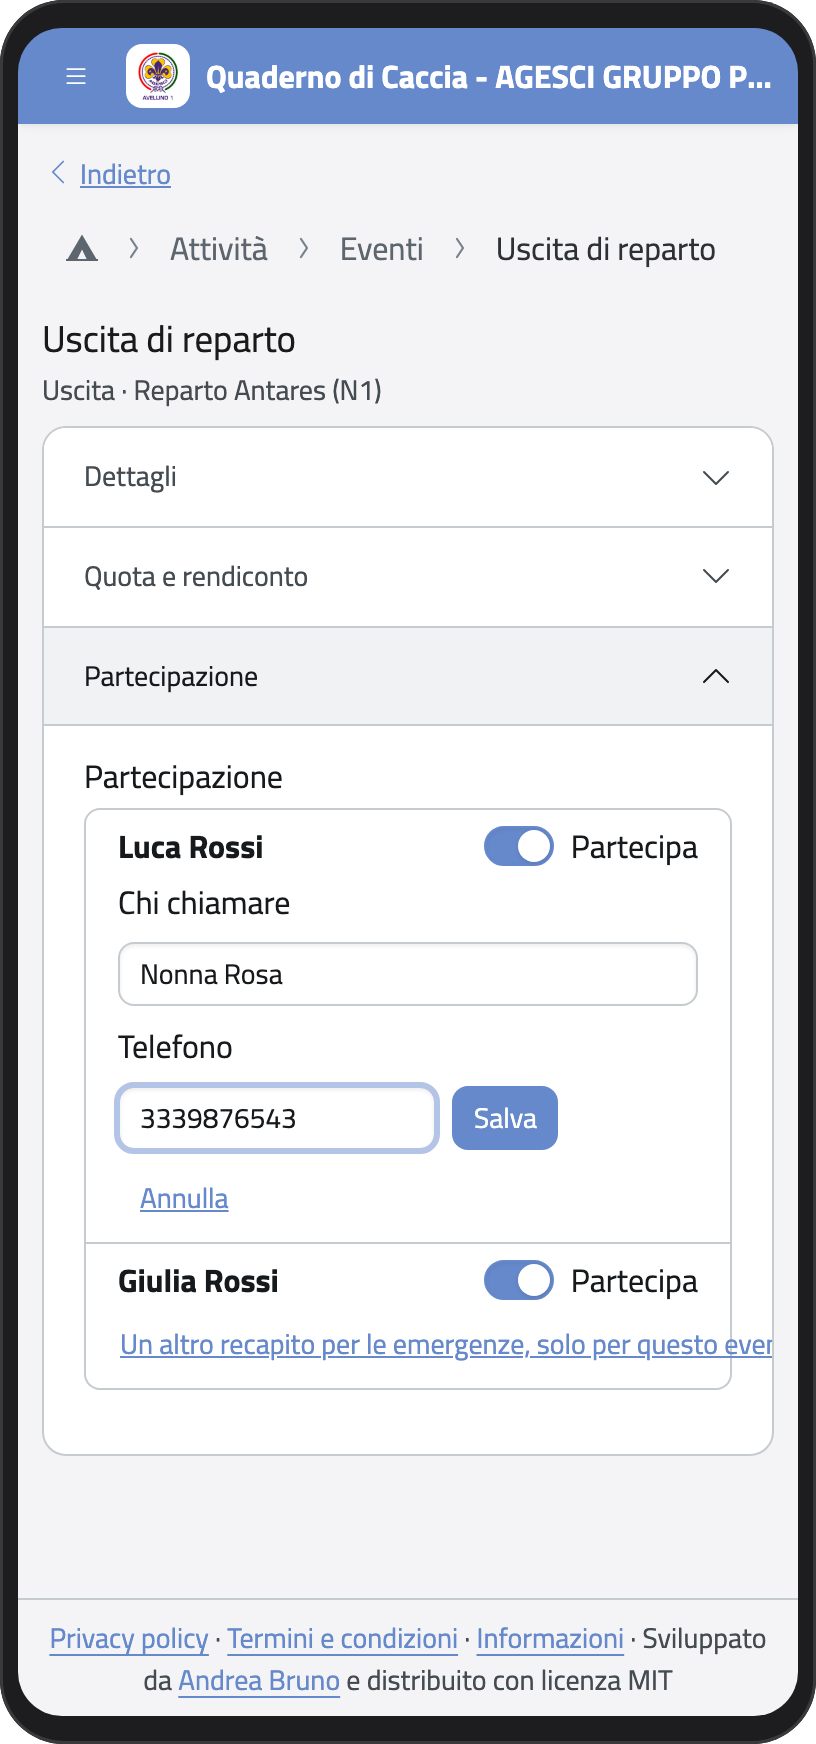 AVELLINO 1
Quaderno di Caccia - AGESCI GRUPPO P...
Indietro
Attività
Eventi
Uscita di reparto
Uscita di reparto
Uscita · Reparto Antares (N1)
Dettagli
Quota e rendiconto
Partecipazione
Partecipazione
Luca Rossi
Partecipa
Chi chiamare
Nonna Rosa
Telefono
3339876543
Salva
Annulla
Giulia Rossi
Partecipa
Un altro recapito per le emergenze, solo per questo
Privacy policy · Termini e condizioni · Informazioni · Sviluppato
da Andrea Bruno e distribuito con licenza MIT